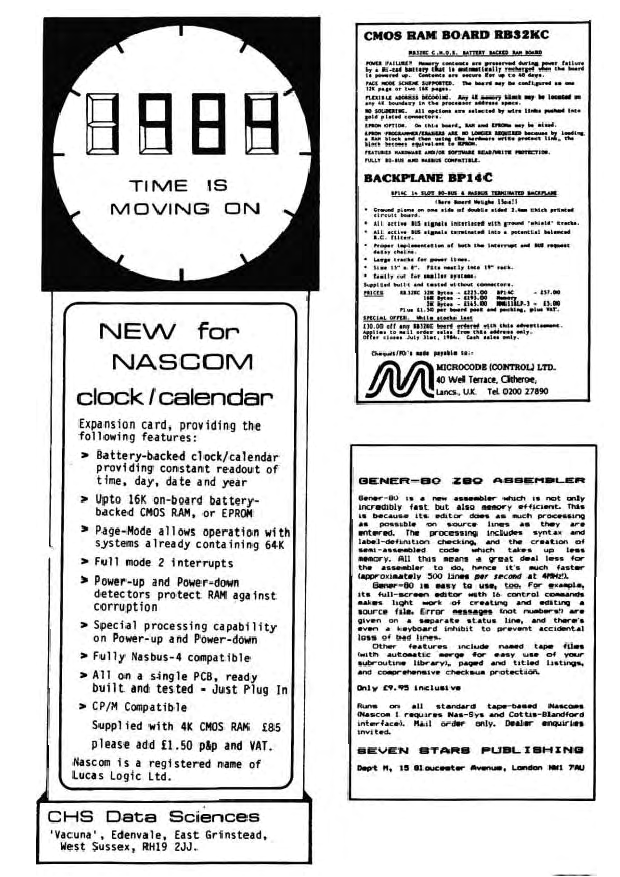 1984
TIME IS
MOVING ON
NEW for
NASCOM
clock/calendar
Expansion card, providing the
following features:
> Battery-backed clock/calendar
providing constant readout of
time, day, date and year
> Upto 16K on-board battery-
backed CMOS RAM, or EPROM
> Page-Mode allows operation with
systems already containing 64K
> Full mode 2 interrupts
> Power-up and Power-down
detectors protect RAM against
corruption
> Special processing capability
on Power-up and Power-down
> Fully Nasbus-4 compatible
> All on a single PCB, ready
built and tested - Just Plug In
> CP/M Compatible
Supplied with 4K CMOS RAM £85
please add £1.50 p&p and VAT.
Nascom is a registered name of
Lucas Logic Ltd.
CHS Data Sciences
'Vacuna', Edenvale, East Grinstead,
West Sussex, RH19 2JJ.
CMOS RAM BOARD RB32KC
RB32KC C.M.O.S. BATTERY BACKED RAM BOARD
POWER FAILURE? Memory contents are preserved during power failure
by a Ni-cad battery that is automatically recharged when the board
is powered up. Contents are secure for up to 40 days.
PAGE MODE SCHEME SUPPORTED. The board may be configured as one
32K page or two 16K pages.
FLEXIBLE ADDRESS DECODING. Any 4K memory block may be located on
any 4K boundary in the processor address space.
NO SOLDERING. All options are selected by wire links pushed into
gold plated connectors.
EPROM OPTION. On this board, RAM and EPROMs may be mixed.
EPROM PROGRAMMER/ERASERS ARE NO LONGER REQUIRED because by loading
a RAM block and then using the hardware write protect link, the
block becomes equivalent to EPROM.
FEATURES HARDWARE AND/OR SOFTWARE READ/WRITE PROTECTION.
FULLY 80-BUS AND NASBUS COMPATIBLE.
BACKPLANE BP14C
BP14C 14 SLOT 80-BUS & NASBUS TERMINATED BACKPLANE
(Bare Board Weighs 15oz!)
* Ground plane on one side of double sided 2.4mm thick printed
circuit board.
* All active BUS signals interlaced with ground 'shield' tracks.
* All active BUS signals terminated into a potential balanced
R.C. filter.
* Proper implementation of both the interrupt and BUS request
daisy chains.
* Large tracks for power lines.
* Size 15" x 8". Fits neatly into 19" rack.
* Easily cut for smaller systems.
Supplied built and tested without connectors.
PRICES RB32KC 32K Bytes - £225.00 BP14C - £57.00
16K Bytes - £195.00 Memory
2K Bytes - £165.00 - £5.00
Plus £1.50 per board post and packing, plus VAT.
SPECIAL OFFER. While stocks last
£30.00 off any RB32KC board ordered with this advertisement.
Applies to mail order sales from this address only.
Offer closes July 31st, 1984. Cash sales only.
Cheques/PO's made payable to:-
MICROCODE (CONTROL) LTD.
40 Well Terrace, Clitheroe,
Lancs., U.K. Tel. 0200 27890
GENER-80 Z80 ASSEMBLER
Gener-80 is a new assembler which is not only
incredibly fast but also memory efficient. This
is because its editor does as much processing
as possible on source lines as they are
entered. The processing includes syntax and
label-definition checking, and the creation of
semi-assembled code which takes up less
memory. All this means a great deal less for
the assembler to do, hence it's much faster
(approximately 500 lines per second at 4MHz!).
Gener-80 is easy to use, too. For example,
its full-screen editor with 16 control commands
makes light work of creating and editing a
source file. Error messages (not numbers!) are
given on a separate status line, and there's
even a keyboard inhibit to prevent accidental
loss of bad lines.
Other features include named tape files
(with automatic merge for easy use of your
subroutine library), paged and titled listings,
and comprehensive checksum protection.
Only £9.95 inclusive
Runs on all standard tape-based Nascoms
(Nascom 1 requires Nas-Sys and Cottis-Blandford
interface). Mail order only. Dealer enquiries
invited.
SEVEN STARS PUBLISHING
Dept M, 15 Gloucester Avenue, London NW1 7AU